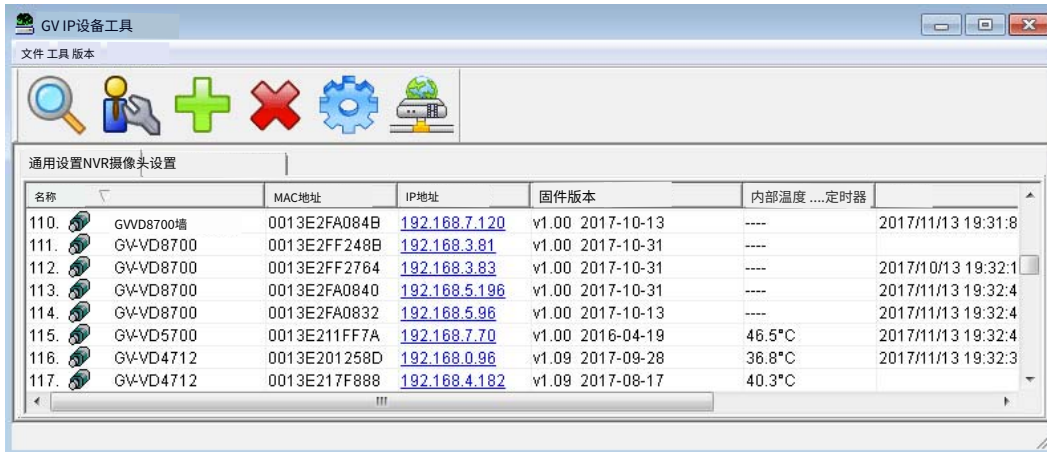 GV IP设备工具
文件 工具 版本
通用设置NVR摄像头设置
名称 MAC地址 IP地址 固件版本 内部温度 ....定时器
110. GVVD8700墙 0013E2FA084B 192.168.7.120 v1.00 2017-10-13 ---- 2017/11/13 19:31:8
111. GV-VD8700 0013E2FF248B 192.168.3.81 v1.00 2017-10-31 ----
112. GV-VD8700 0013E2FF2764 192.168.3.83 v1.00 2017-10-31 ---- 2017/10/13 19:32:1
113. GV-VD8700 0013E2FA0840 192.168.5.196 v1.00 2017-10-31 ---- 2017/11/13 19:32:4
114. GV-VD8700 0013E2FA0832 192.168.5.96 v1.00 2017-10-13 ---- 2017/11/13 19:32:4
115. GV-VD5700 0013E211FF7A 192.168.7.70 v1.00 2016-04-19 46.5°C 2017/11/13 19:32:4
116. GV-VD4712 0013E201258D 192.168.0.96 v1.09 2017-09-28 36.8°C 2017/11/13 19:32:3
117. GV-VD4712 0013E217F888 192.168.4.182 v1.09 2017-08-17 40.3°C